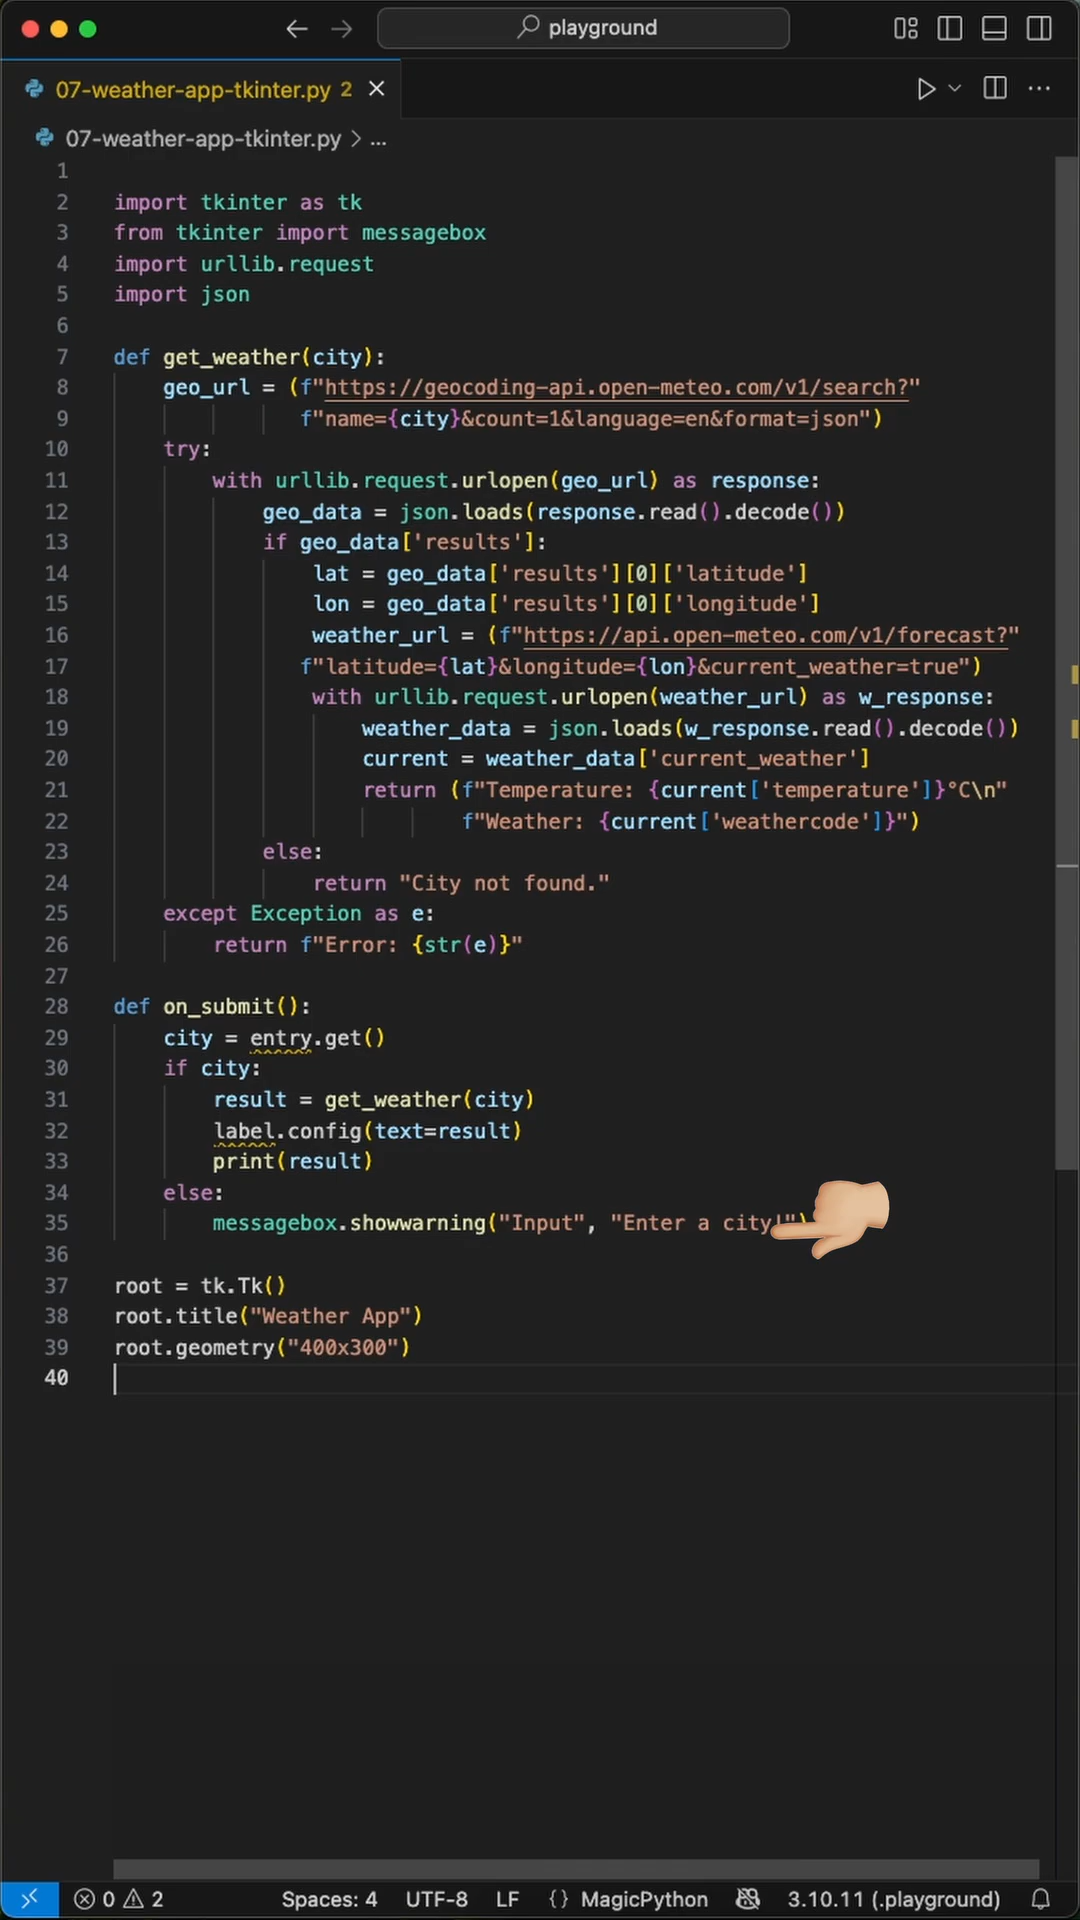 playground
07-weather-app-tkinter.py 2
07-weather-app-tkinter.py > ...
1
2 import tkinter as tk
3 from tkinter import messagebox
4 import urllib.request
5 import json
6
7 def get_weather(city):
8     geo_url = (f"https://geocoding-api.open-meteo.com/v1/search?"
9                f"name={city}&count=1&language=en&format=json")
10     try:
11         with urllib.request.urlopen(geo_url) as response:
12             geo_data = json.loads(response.read().decode())
13             if geo_data['results']:
14                 lat = geo_data['results'][0]['latitude']
15                 lon = geo_data['results'][0]['longitude']
16                 weather_url = (f"https://api.open-meteo.com/v1/forecast?"
17                f"latitude={lat}&longitude={lon}&current_weather=true")
18                 with urllib.request.urlopen(weather_url) as w_response:
19                     weather_data = json.loads(w_response.read().decode())
20                     current = weather_data['current_weather']
21                     return (f"Temperature: {current['temperature']}°C\n"
22                             f"Weather: {current['weathercode']}")
23             else:
24                 return "City not found."
25     except Exception as e:
26         return f"Error: {str(e)}"
27
28 def on_submit():
29     city = entry.get()
30     if city:
31         result = get_weather(city)
32         label.config(text=result)
33         print(result)
34     else:
35         messagebox.showwarning("Input", "Enter a city!")
36
37 root = tk.Tk()
38 root.title("Weather App")
39 root.geometry("400x300")
40
0 2 Spaces: 4 UTF-8 LF {} MagicPython 3.10.11 (.playground)